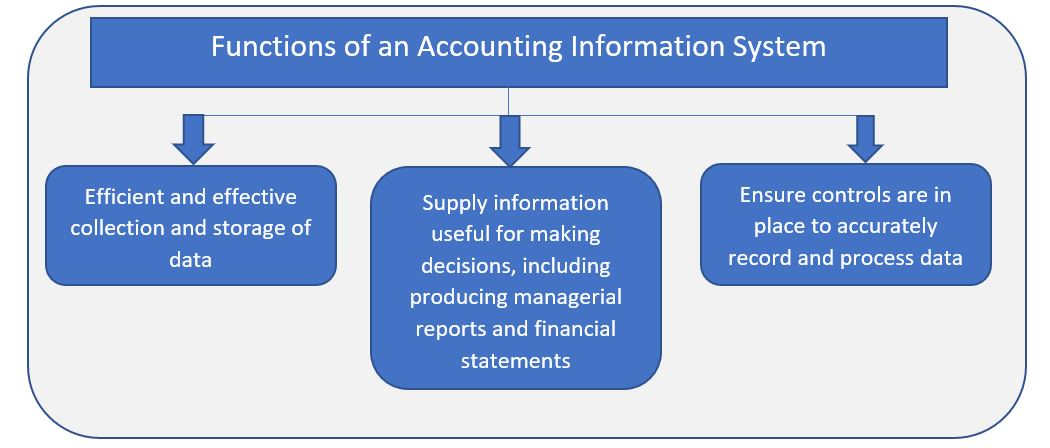 Functions of an Accounting Information System
Efficient and effective
collection and storage of
data
Supply information
useful for making
decisions, including
producing managerial
reports and financial
statements
Ensure controls are in
place to accurately
record and process data